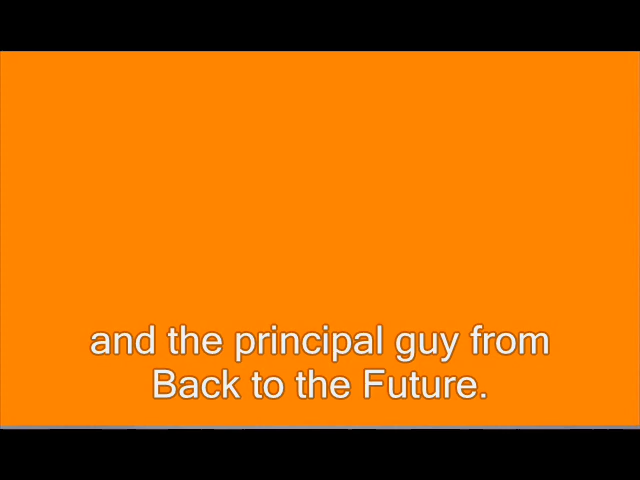 and the principal guy from
Back to the Future.